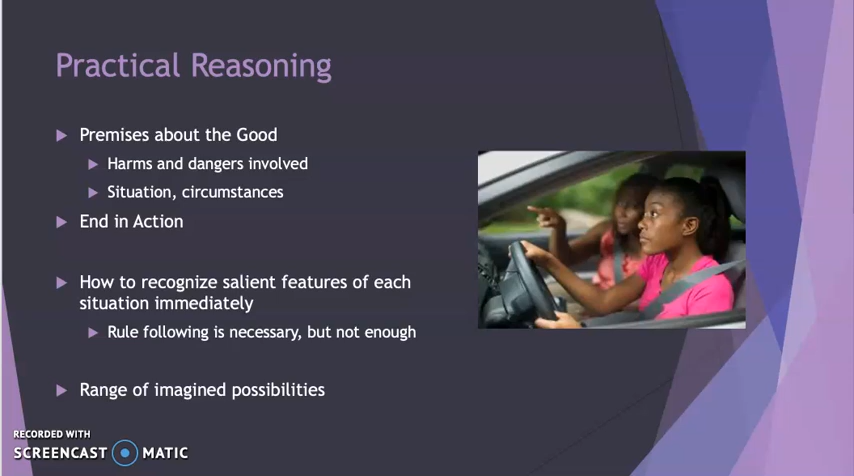 Practical Reasoning
Premises about the Good
Harms and dangers involved
Situation, circumstances
End in Action
How to recognize salient features of each
situation immediately
Rule following is necessary, but not enough
Range of imagined possibilities
RECORDED WITH
SCREENCAST MATIC